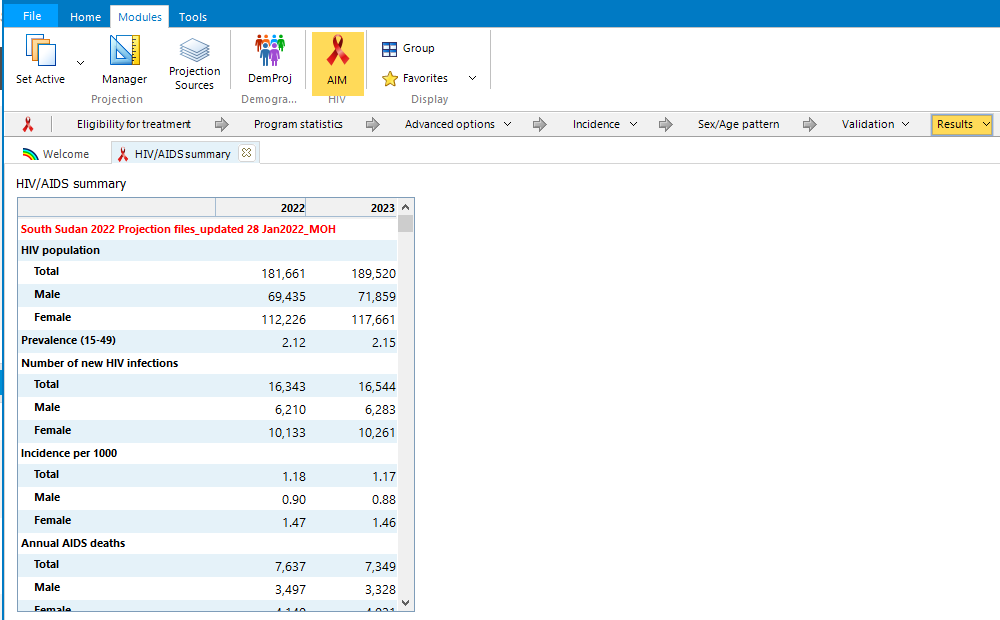 File Home Modules Tools
Set Active Manager Projection Sources DemProj AIM Group
Favorites
Projection Demogra... HIV Display
Eligibility for treatment Program statistics Advanced options Incidence Sex/Age pattern Validation Results
Welcome HIV/AIDS summary
HIV/AIDS summary
2022 2023
South Sudan 2022 Projection files_updated 28 Jan2022_MOH
HIV population
Total 181,661 189,520
Male 69,435 71,859
Female 112,226 117,661
Prevalence (15-49) 2.12 2.15
Number of new HIV infections
Total 16,343 16,544
Male 6,210 6,283
Female 10,133 10,261
Incidence per 1000
Total 1.18 1.17
Male 0.90 0.88
Female 1.47 1.46
Annual AIDS deaths
Total 7,637 7,349
Male 3,497 3,328
Female